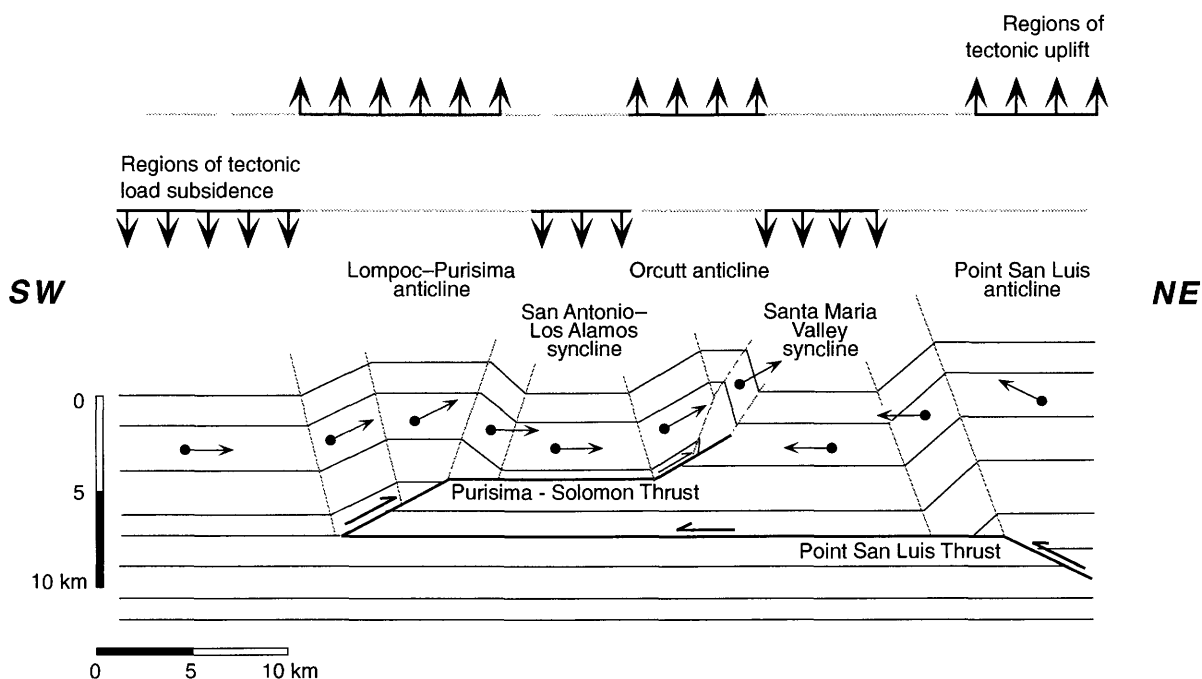 Regions of
tectonic uplift
Regions of tectonic
load subsidence
SW
NE
Lompoc–Purisima
anticline
Orcutt anticline
Point San Luis
anticline
San Antonio–
Los Alamos
syncline
Santa Maria
Valley
syncline
0
5
10 km
Purisima - Solomon Thrust
Point San Luis Thrust
0 5 10 km